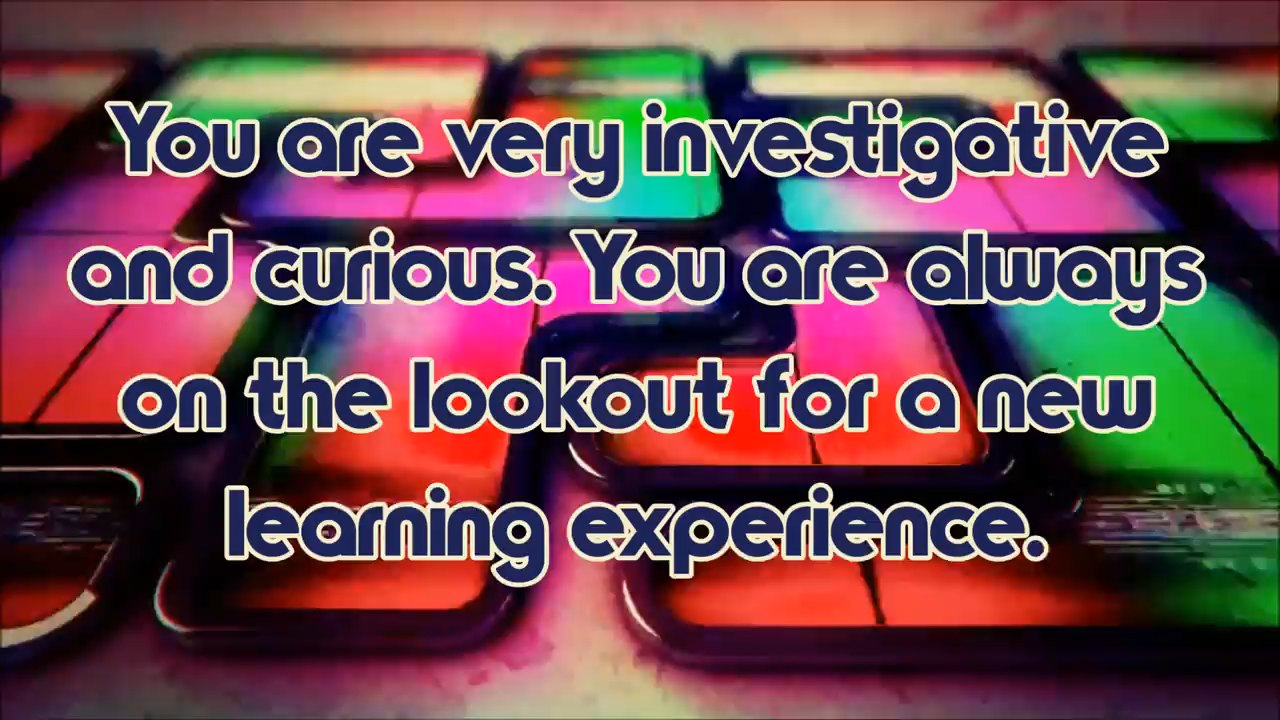 You are very investigative
and curious. You are always
on the lookout for a new
learning experience.